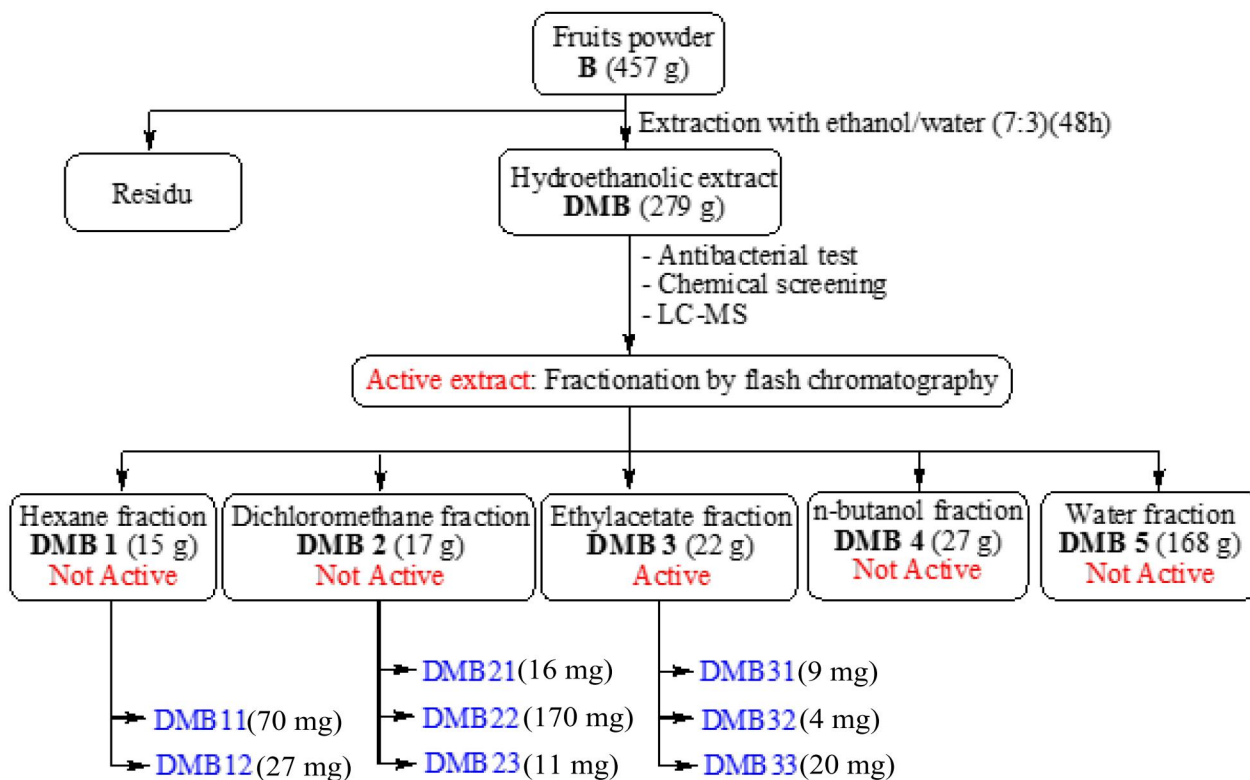 Fruits powder
B (457 g)
Extraction with ethanol/water (7:3)(48h)
Residu
Hydroethanolic extract
DMB (279 g)
- Antibacterial test
- Chemical screening
- LC-MS
Active extract: Fractionation by flash chromatography
Hexane fraction
DMB 1 (15 g)
Not Active
Dichloromethane fraction
DMB 2 (17 g)
Not Active
Ethylacetate fraction
DMB 3 (22 g)
Active
n-butanol fraction
DMB 4 (27 g)
Not Active
Water fraction
DMB 5 (168 g)
Not Active
DMB11 (70 mg)
DMB12 (27 mg)
DMB21 (16 mg)
DMB22 (170 mg)
DMB23 (11 mg)
DMB31 (9 mg)
DMB32 (4 mg)
DMB33 (20 mg)